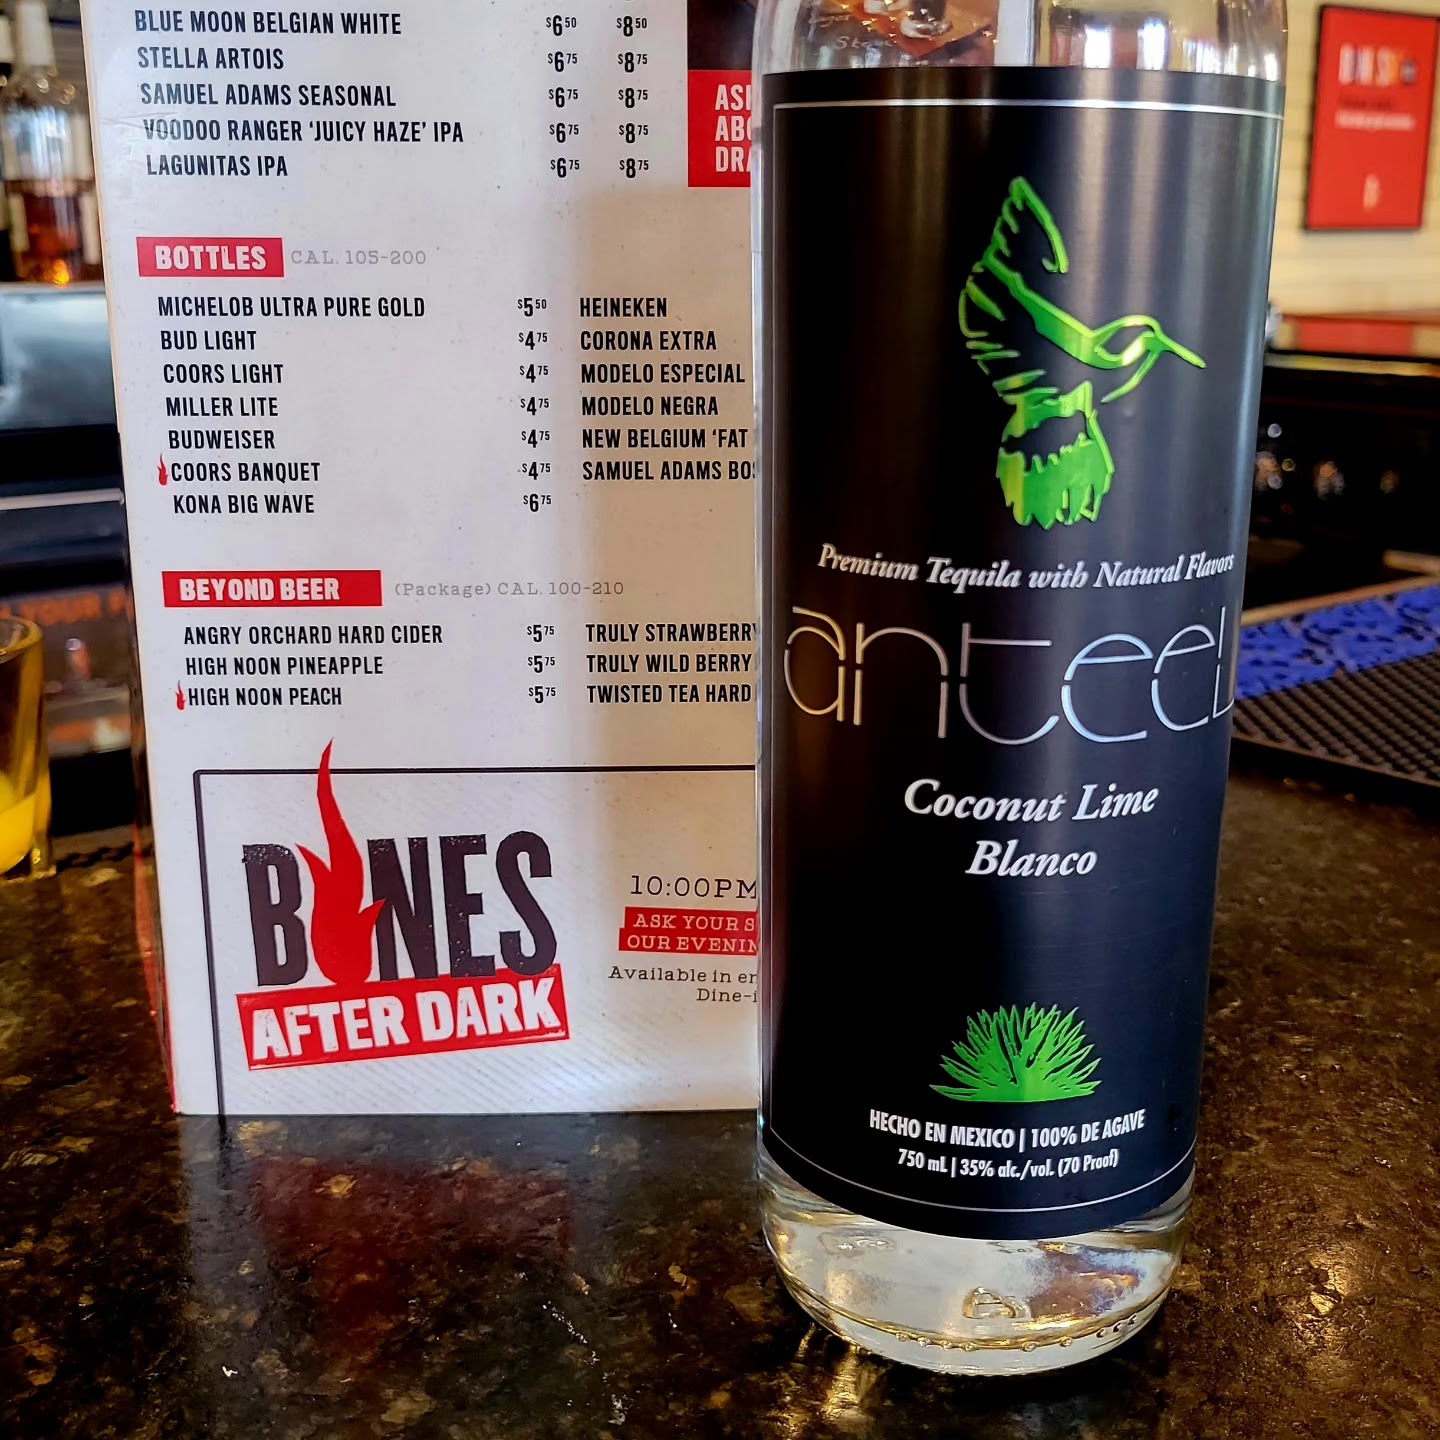 BLUE MOON BELGIAN WHITE $6.50 $8.50
STELLA ARTOIS $6.75 $8.75
SAMUEL ADAMS SEASONAL $6.75 $8.75
VOODOO RANGER ‘JUICY HAZE’ IPA $6.75 $8.75
LAGUNITAS IPA $6.75 $8.75
BOTTLES CAL. 105-200
MICHELOB ULTRA PURE GOLD $5.50 HEINEKEN
BUD LIGHT $4.75 CORONA EXTRA
COORS LIGHT $4.75 MODELO ESPECIAL
MILLER LITE $4.75 MODELO NEGRA
BUDWEISER $4.75 NEW BELGIUM ‘FAT
COORS BANQUET $4.75 SAMUEL ADAMS
KONA BIG WAVE $6.75
BEYOND BEER (Package) CAL. 100-210
ANGRY ORCHARD HARD CIDER $5.75 TRULY STRAWBERRY
HIGH NOON PINEAPPLE $5.75 TRULY WILD BERRY
HIGH NOON PEACH $5.75 TWISTED TEA HARD
BONES
AFTER DARK
10:00PM
ASK YOUR
OUR
Available in
Premium Tequila with Natural Flavors
anteel
Coconut Lime
Blanco
HECHO EN MEXICO | 100% DE AGAVE
750 mL | 35% alc./vol. (70 Proof)